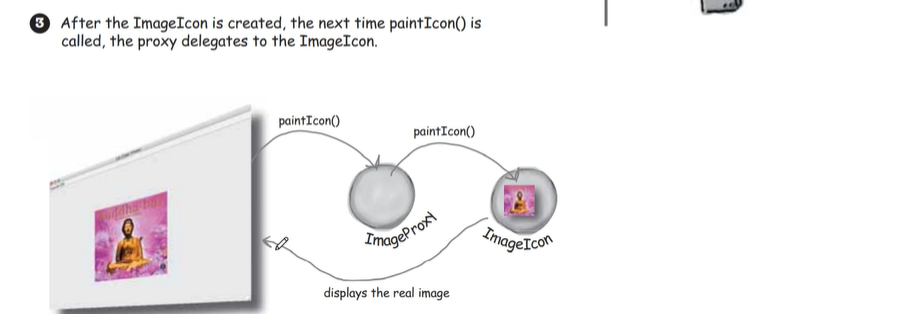 3 After the ImageIcon is created, the next time paintIcon() is
called, the proxy delegates to the ImageIcon.
paintIcon()
paintIcon()
ImageProxy
ImageIcon
displays the real image